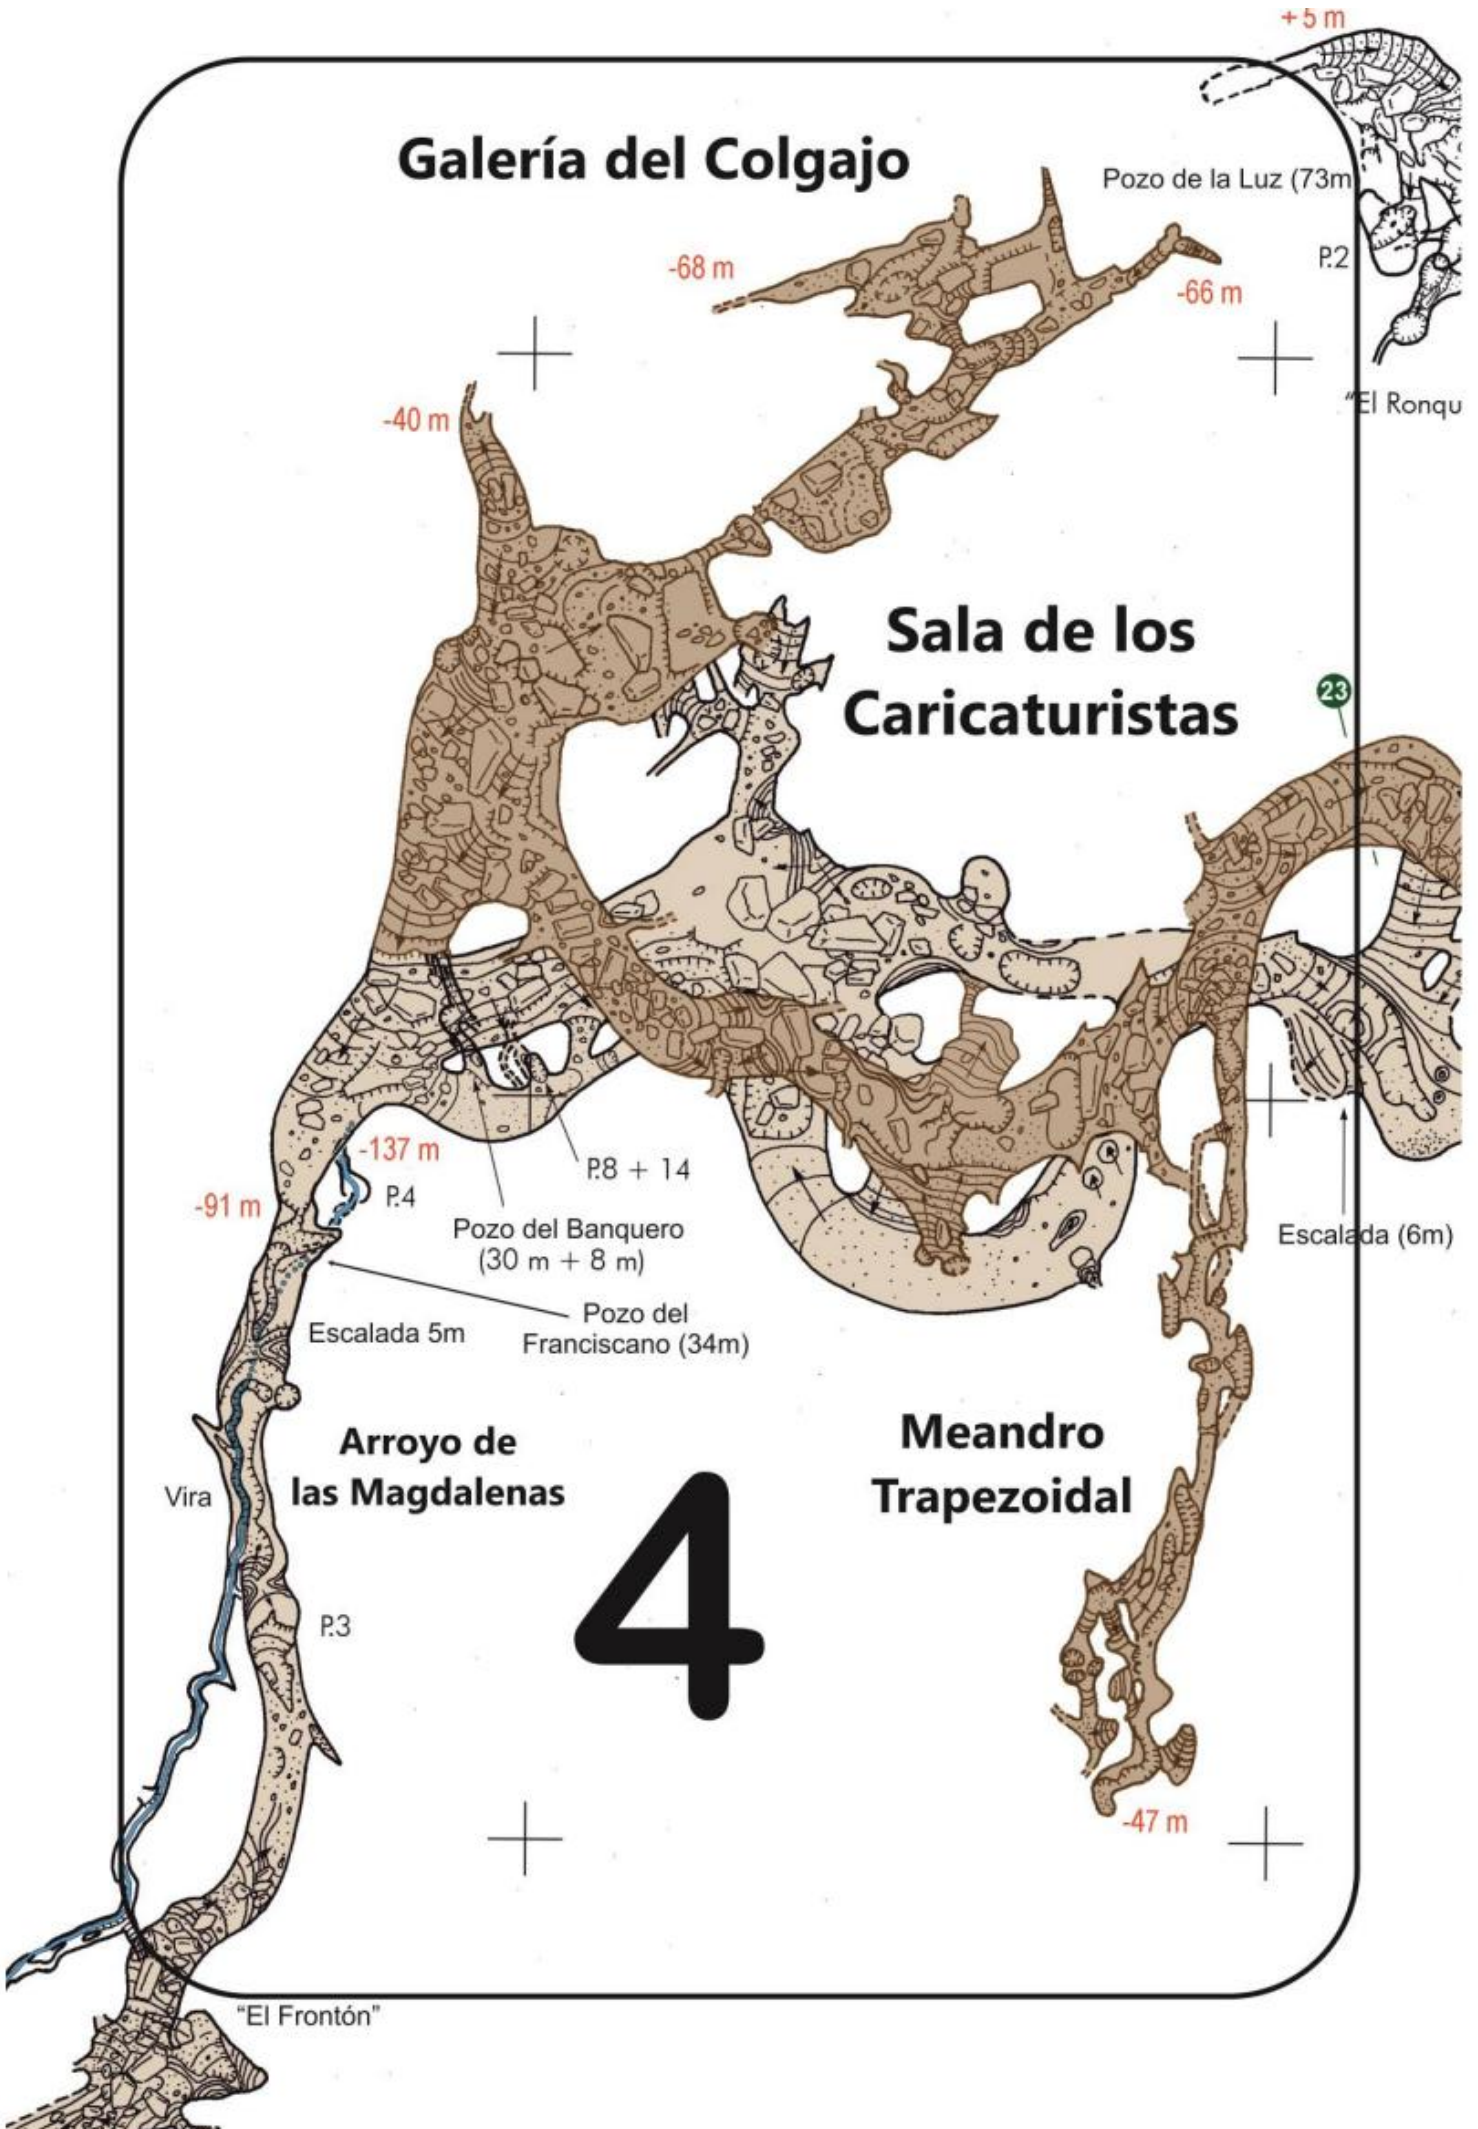 +5 m
Galería del Colgajo
Pozo de la Luz (73m
-68 m
P.2
-66 m
-40 m
"El Ronqu
Sala de los
Caricaturistas
23
-137 m
P.8 + 14
P.4
-91 m
Pozo del Banquero
(30 m + 8 m)
Escalada (6m)
Pozo del
Franciscano (34m)
Escalada 5m
Arroyo de
las Magdalenas
Meandro
Trapezoidal
Vira
4
P.3
-47 m
"El Frontón"